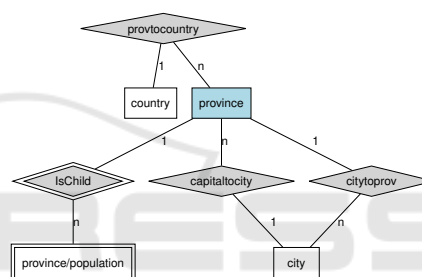 provtocountry
1 n
country province
1 n 1
IsChild capitaltocity citytoprov
n 1 n
province/population city